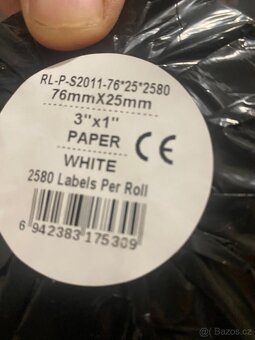 RL-P-S2011-76*25*2580
76mmX25mm
3"x1"
PAPER CE
WHITE
2580 Labels Per Roll
6 942383 175309
Bazoš.cz